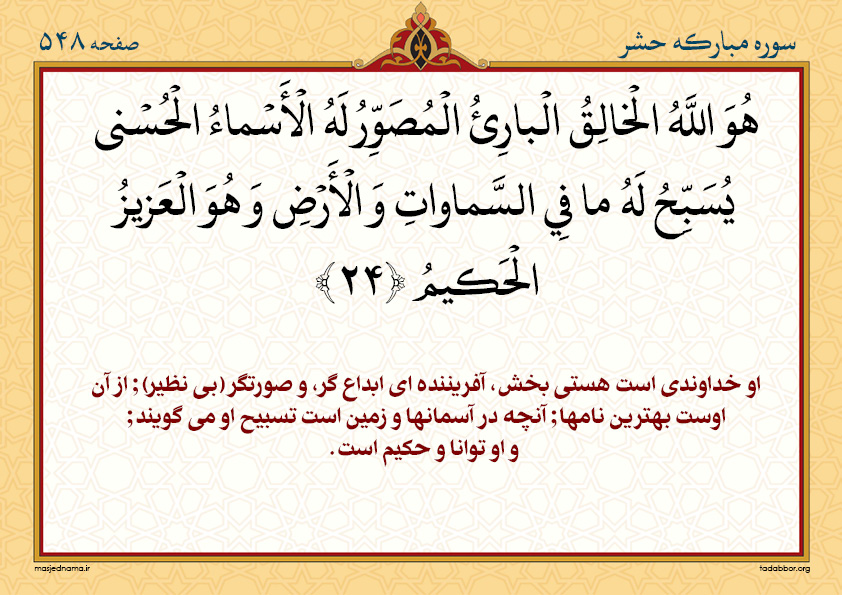 سوره مبارکه حشر
صفحه ۵۴۸
هُوَ اللَّهُ الْخالِقُ الْبارِئُ الْمُصَوِّرُ لَهُ الْأَسْماءُ الْحُسْنى
يُسَبِّحُ لَهُ ما فِي السَّماواتِ وَ الْأَرْضِ وَ هُوَ الْعَزيزُ
الْحَكيمُ ﴿۲۴﴾
او خداوندی است هستی بخش، آفریننده ای ابداع گر، و صورتگر (بی نظیر)؛ از آن
اوست بهترین نامها؛ آنچه در آسمانها و زمین است تسبیح او می گویند؛
و او توانا و حکیم است.
masjednama.ir
tadabbor.org